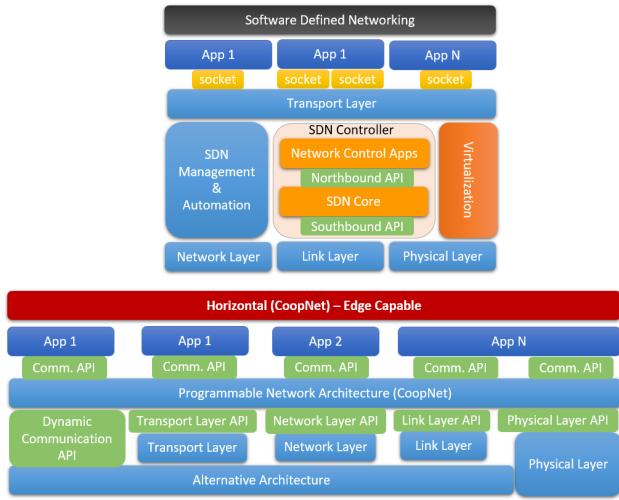 Software Defined Networking
App 1
App 1
App N
socket
socket
socket
socket
Transport Layer
SDN
Management
&
Automation
SDN Controller
Network Control Apps
Northbound API
SDN Core
Southbound API
Virtualization
Network Layer
Link Layer
Physical Layer
Horizontal (CoopNet) – Edge Capable
App 1
App 1
App 2
App N
Comm. API
Comm. API
Comm. API
Comm. API
Comm. API
Programmable Network Architecture (CoopNet)
Dynamic
Communication
API
Transport Layer API
Network Layer API
Link Layer API
Physical Layer API
Transport Layer
Network Layer
Link Layer
Physical Layer
Alternative Architecture